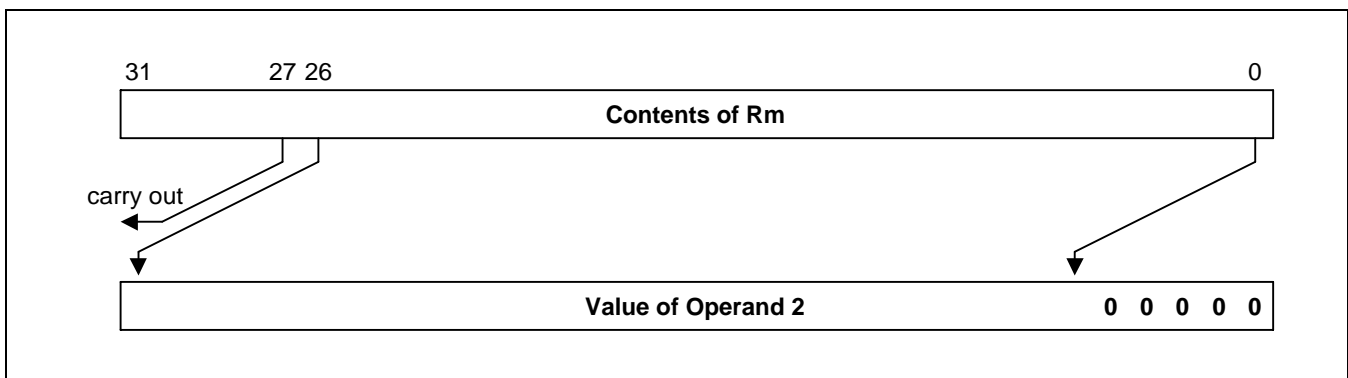 31 27 26 0
Contents of Rm
carry out
Value of Operand 2 0 0 0 0 0